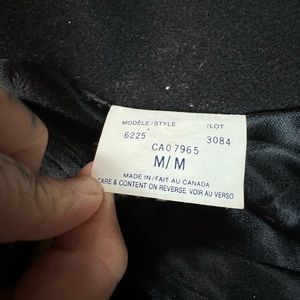 MODÈLE/STYLE /LOT
6225 3084
CA07965
M/M
MADE IN/FAIT AU CANADA
CARE & CONTENT ON REVERSE. VOIR AU VERSO